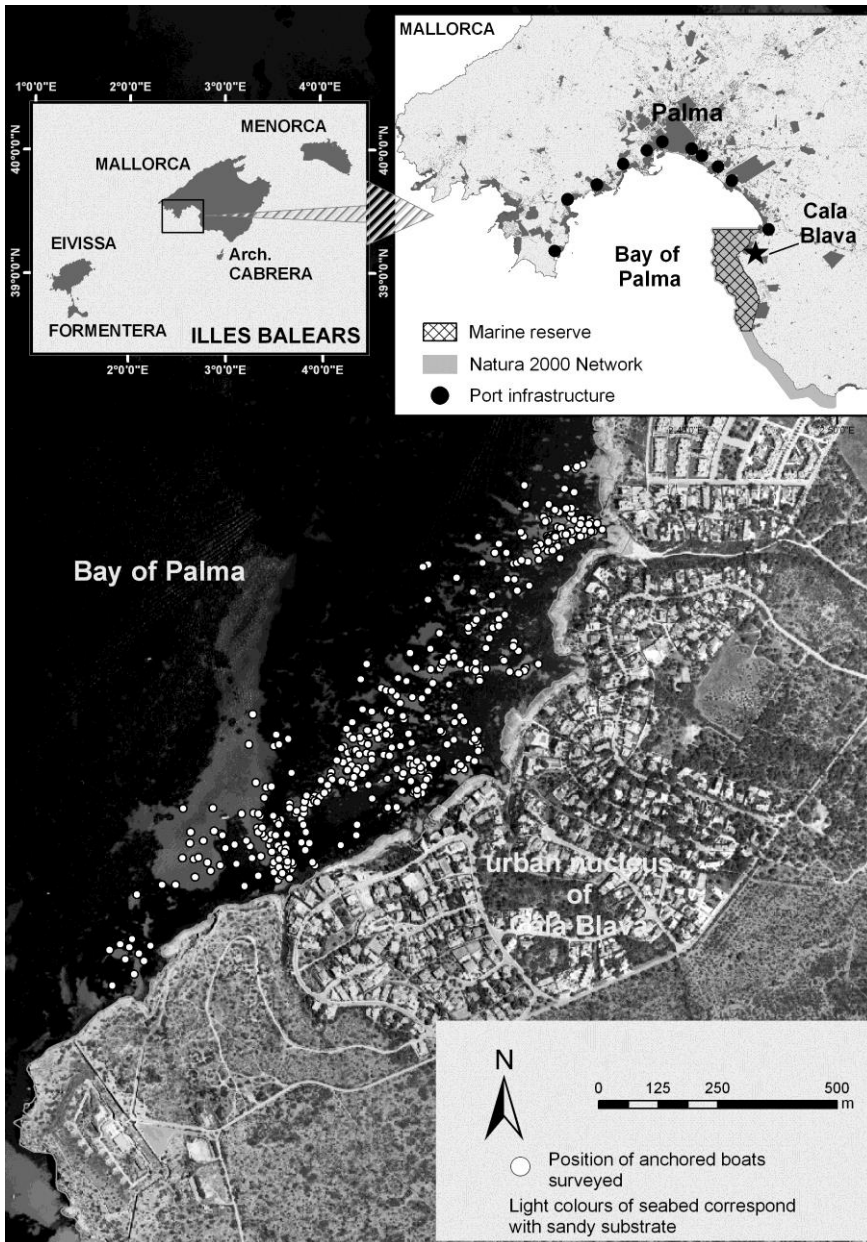 MALLORCA
1°0'0"E 2°0'0"E 3°0'0"E 4°0'0"E
MENORCA
40°0'0"N
40°0'0"N
MALLORCA
EIVISSA
39°0'0"N
39°0'0"N
Arch.
CABRERA
FORMENTERA
ILLES BALEARS
2°0'0"E 3°0'0"E 4°0'0"E
Palma
Cala
Blava
Bay of
Palma
Marine reserve
Natura 2000 Network
Port infrastructure
Bay of Palma
urban nucleus
of
Cala Blava
N
0 125 250 500
m
Position of anchored boats
surveyed
Light colours of seabed correspond
with sandy substrate